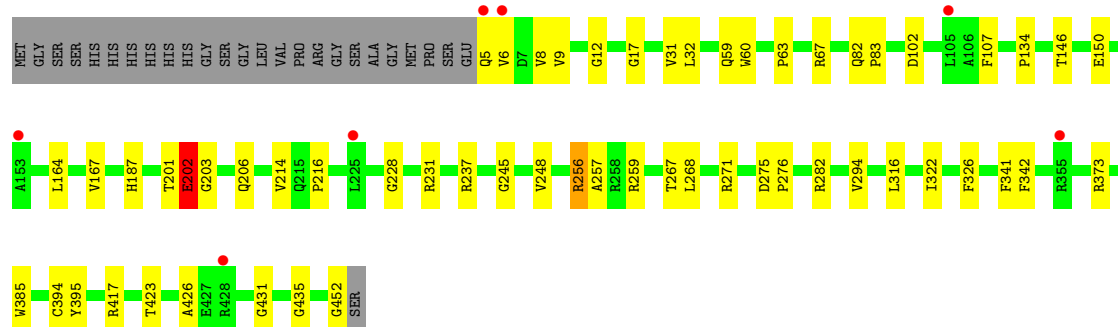 MET GLY SER SER HIS HIS HIS HIS HIS HIS GLY SER GLY LEU VAL PRO ARG GLY SER ALA GLY MET PRO SER GLU Q5 V6 D7 V8 V9 G12 G17 V31 L32 Q59 W60 P63 R67 Q82 P83 D102 L105 A106 F107 P134 T146 E150
A153 L164 V167 H187 T201 E202 G203 Q206 V214 Q215 P216 L225 G228 R231 R237 G245 V248 R256 A257 R258 R259 T267 L268 R271 D275 P276 R282 V294 L316 I322 F326 F341 F342 R355 R373
W385 C394 Y395 R417 T423 A426 E427 R428 G431 G435 G452 SER